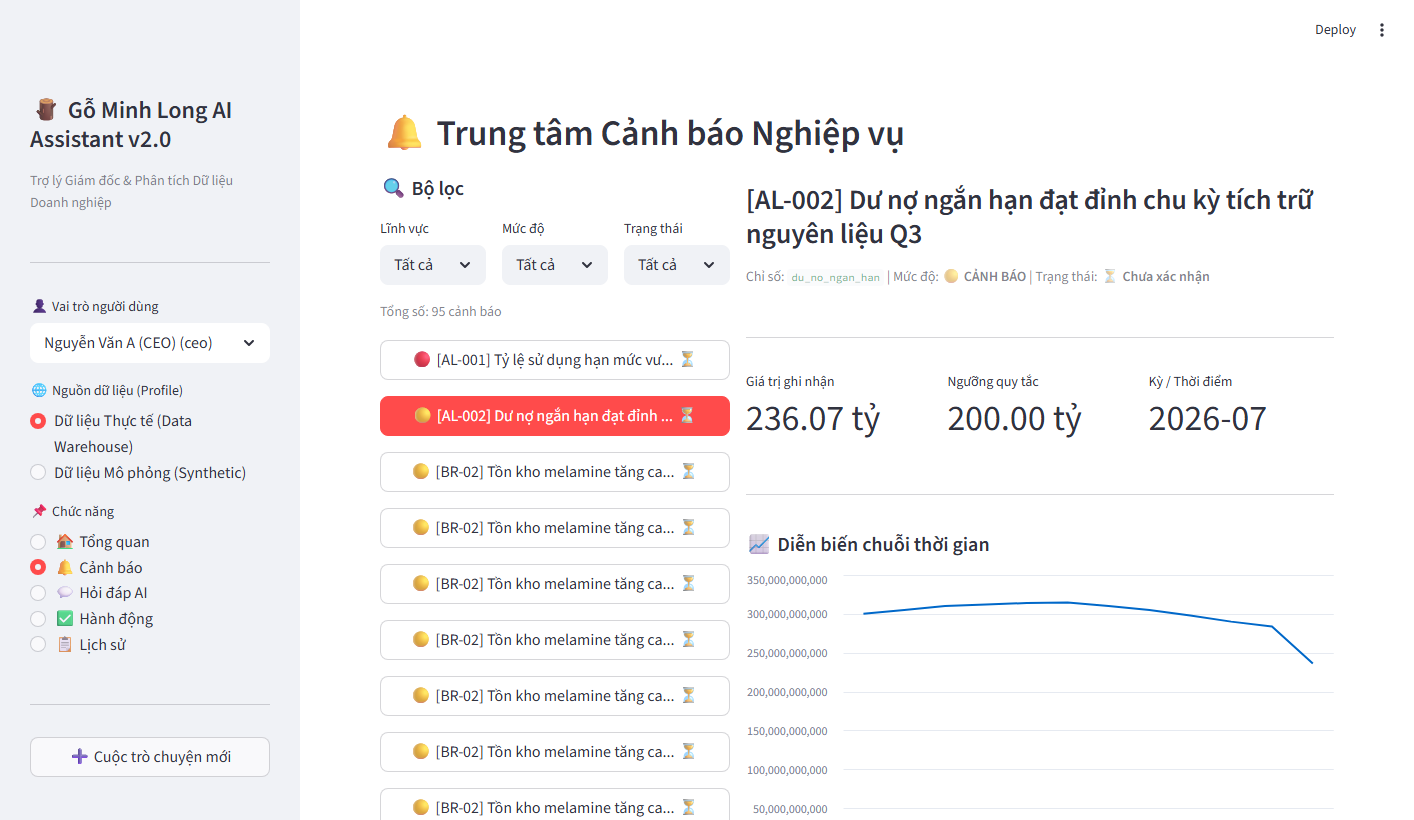 Deploy
Gỗ Minh Long AI
Assistant v2.0
Trợ lý Giám đốc & Phân tích Dữ liệu
Doanh nghiệp
Vai trò người dùng
Nguyễn Văn A (CEO) (ceo)
Nguồn dữ liệu (Profile)
Dữ liệu Thực tế (Data
Warehouse)
Dữ liệu Mô phỏng (Synthetic)
Chức năng
Tổng quan
Cảnh báo
Hỏi đáp AI
Hành động
Lịch sử
Cuộc trò chuyện mới
Trung tâm Cảnh báo Nghiệp vụ
Bộ lọc
Lĩnh vực
Mức độ
Trạng thái
Tất cả
Tất cả
Tất cả
Tổng số: 95 cảnh báo
[AL-001] Tỷ lệ sử dụng hạn mức vư...
[AL-002] Dư nợ ngắn hạn đạt đỉnh ...
[BR-02] Tồn kho melamine tăng ca...
[BR-02] Tồn kho melamine tăng ca...
[BR-02] Tồn kho melamine tăng ca...
[BR-02] Tồn kho melamine tăng ca...
[BR-02] Tồn kho melamine tăng ca...
[BR-02] Tồn kho melamine tăng ca...
[BR-02] Tồn kho melamine tăng ca...
[AL-002] Dư nợ ngắn hạn đạt đỉnh chu kỳ tích trữ
nguyên liệu Q3
Chỉ số: du_no_ngan_han | Mức độ: CẢNH BÁO | Trạng thái: Chưa xác nhận
Giá trị ghi nhận
236.07 tỷ
Ngưỡng quy tắc
200.00 tỷ
Kỳ / Thời điểm
2026-07
Diễn biến chuỗi thời gian
350,000,000,000
300,000,000,000
250,000,000,000
200,000,000,000
150,000,000,000
100,000,000,000
50,000,000,000